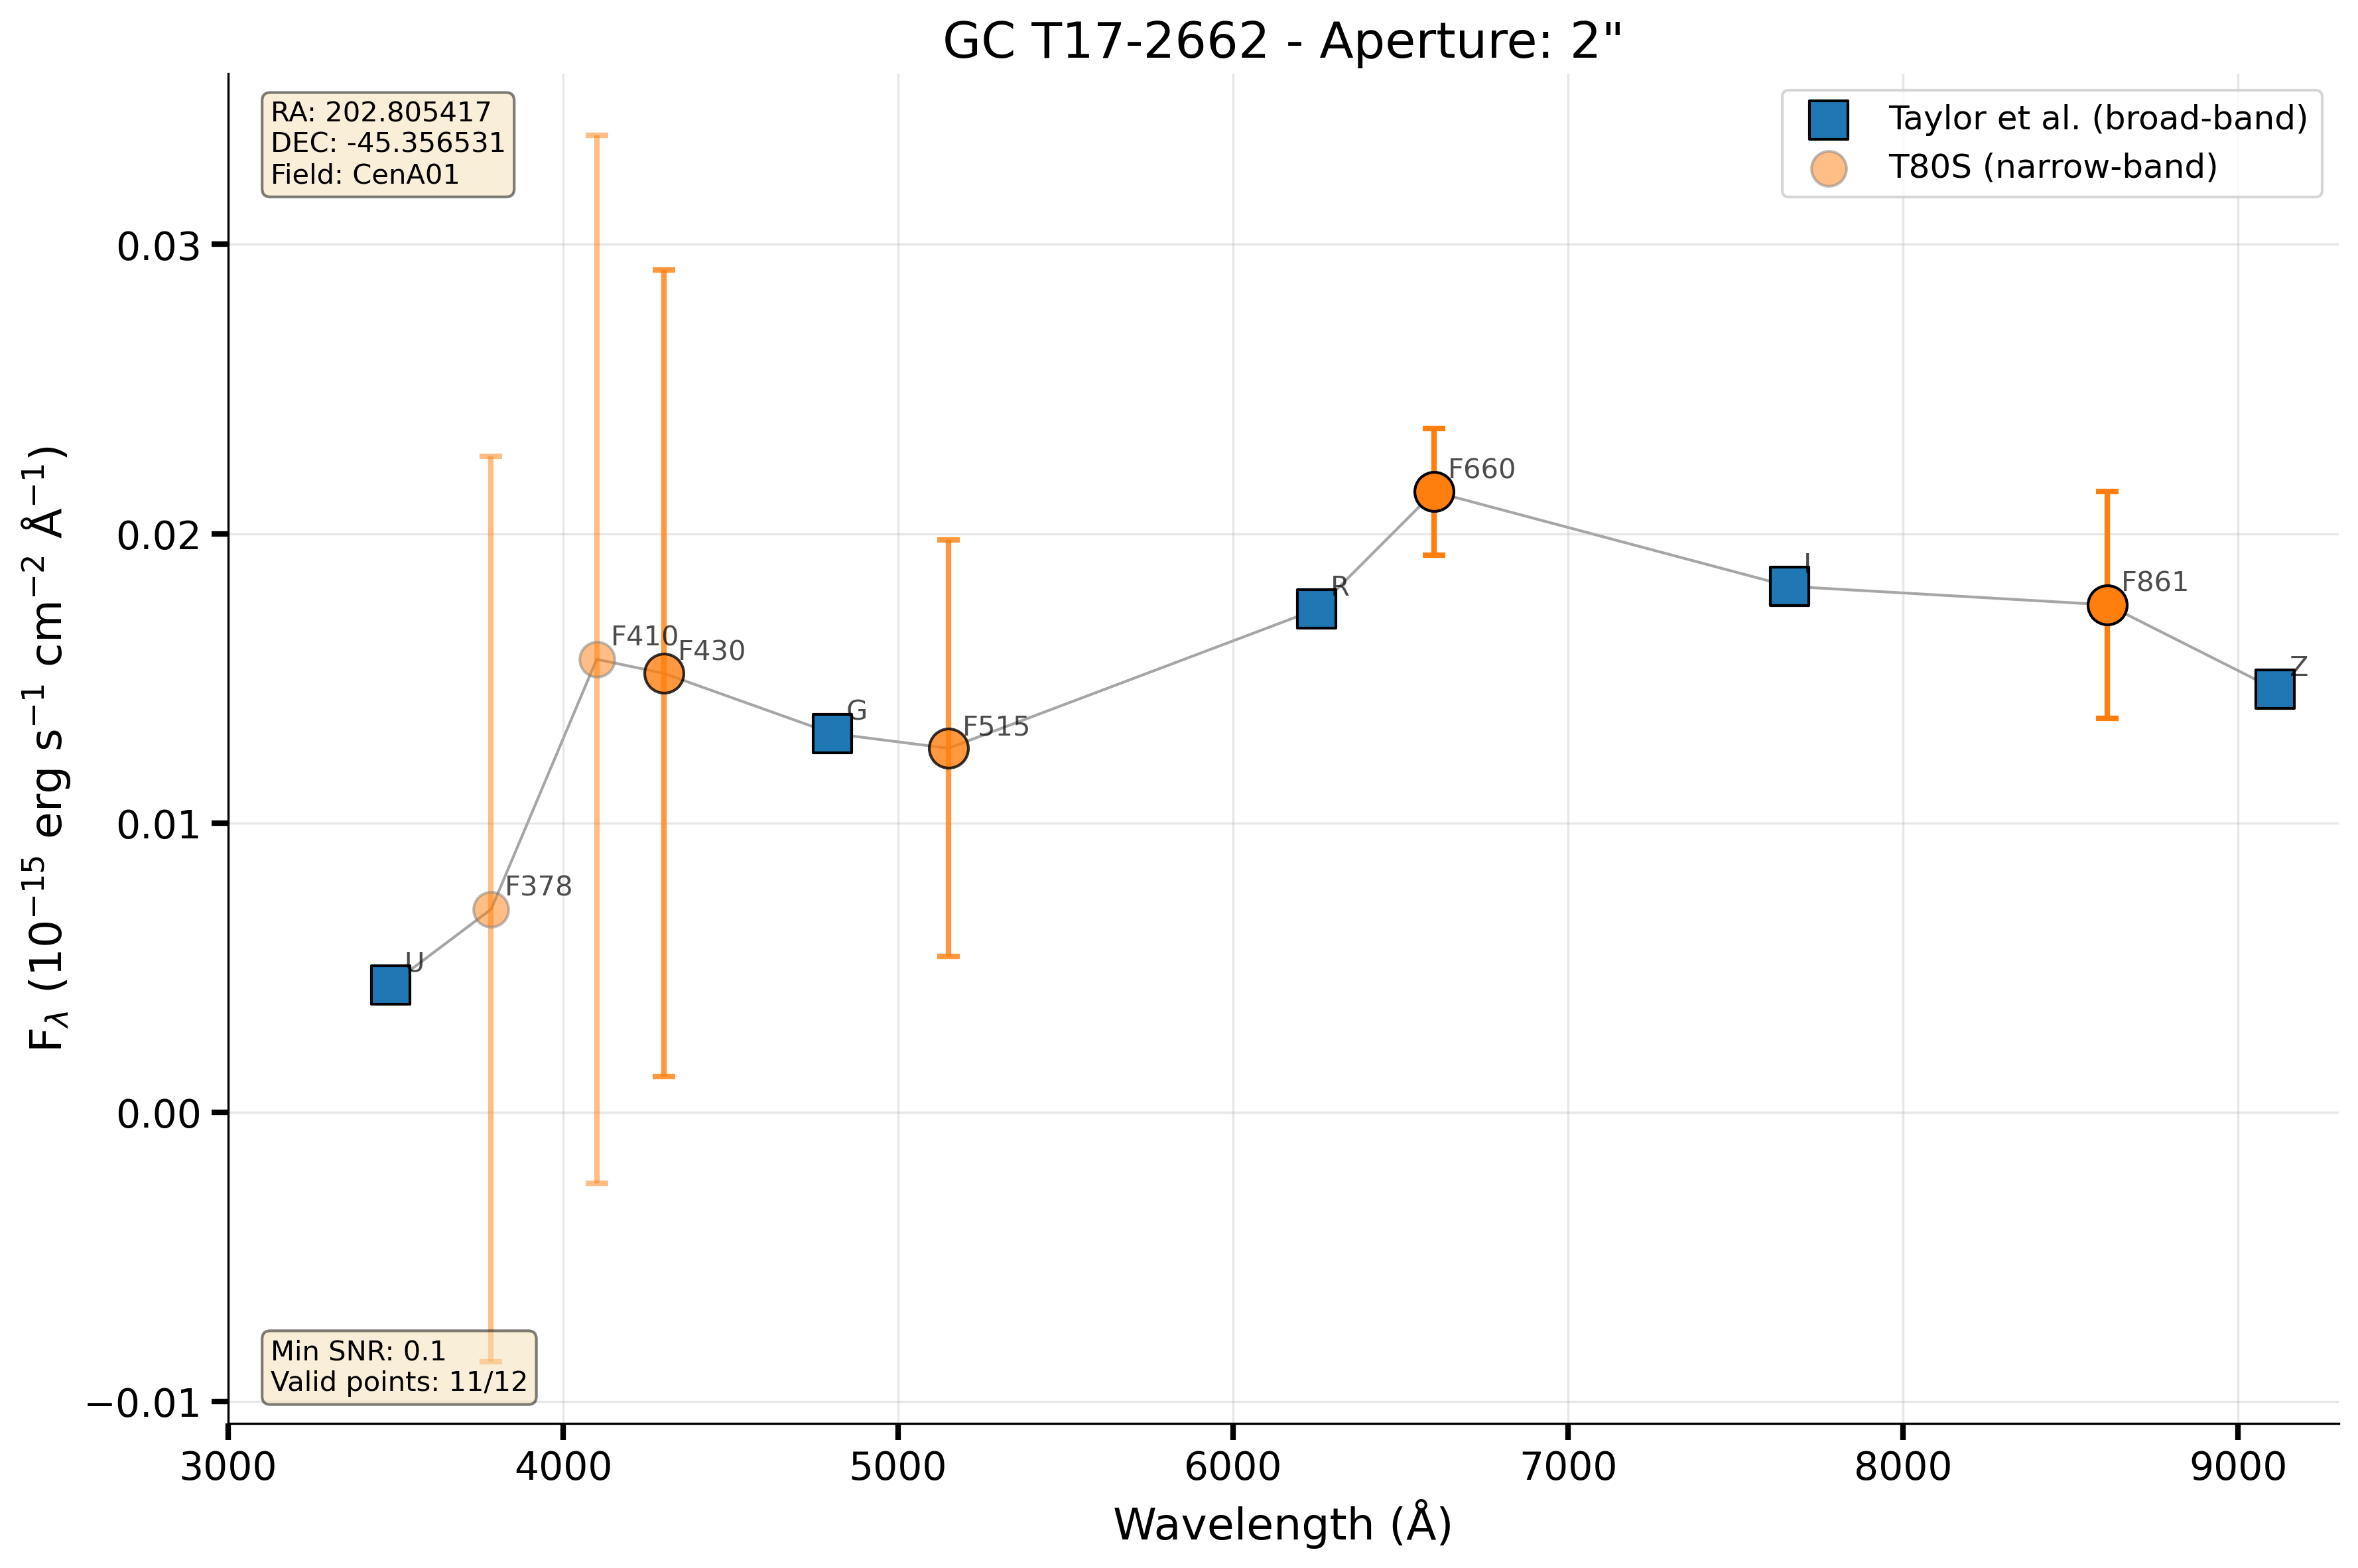 GC T17-2662 - Aperture: 2"
RA: 202.805417
DEC: -45.356531
Field: CenA01
Taylor et al. (broad-band)
T80S (narrow-band)
F$_{\lambda}$ (10$^{-15}$ erg s$^{-1}$ cm$^{-2}$ Å$^{-1}$)
0.03
0.02
0.01
0.00
−0.01
U
F378
F410
F430
G
F515
R
F660
I
F861
Z
Min SNR: 0.1
Valid points: 11/12
3000 4000 5000 6000 7000 8000 9000
Wavelength (Å)